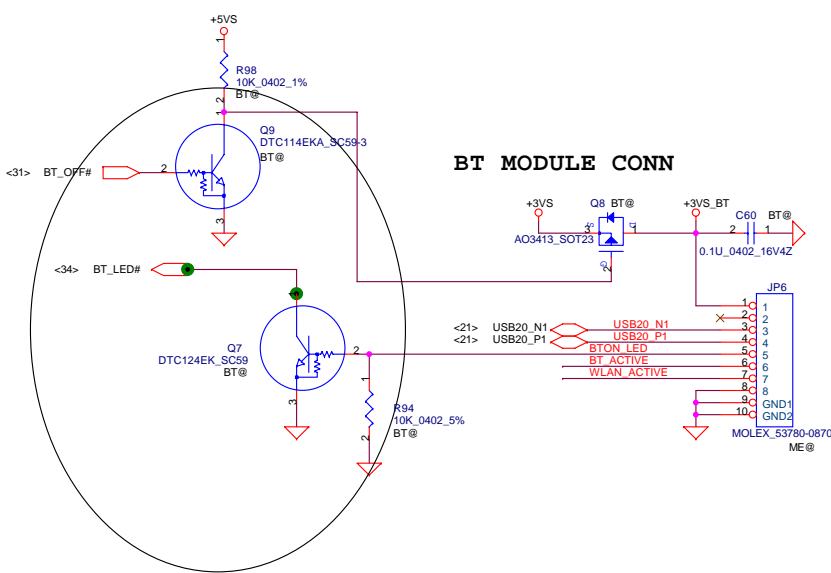 +5VS
1
R98
10K_0402_1%
BT@
2
1
Q9
DTC114EKA_SC59-3
BT@
<31> BT_OFF#
2
3
BT MODULE CONN
+3VS
Q8 BT@
+3VS_BT
C60
BT@
3 S
D 1
2
1
AO3413_SOT23
G
2
0.1U_0402_16V4Z
<34> BT_LED#
1
JP6
1 1
2 2
<21> USB20_N1
USB20_N1
3 3
<21> USB20_P1
USB20_P1
4 4
Q7
DTC124EK_SC59
BT@
2
BTON_LED
5 5
BT_ACTIVE
6 6
WLAN_ACTIVE
7 7
8 8
9 GND1
10 GND2
3
1
R94
10K_0402_5%
BT@
2
MOLEX_53780-0870
ME@